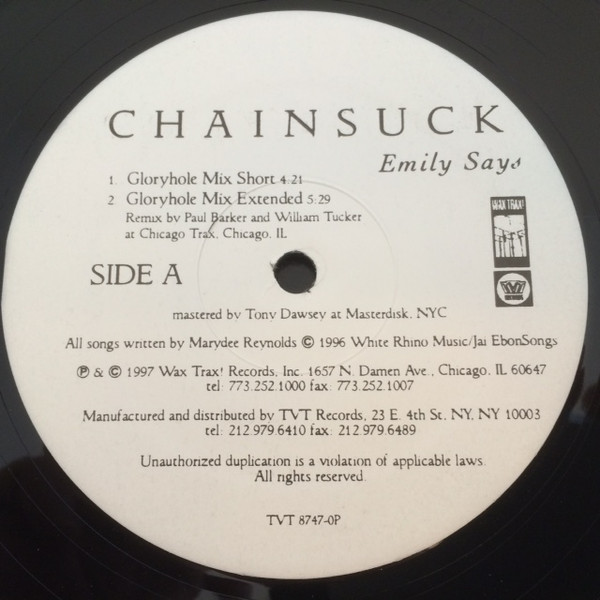 CHAINSUCK
Emily Says
1 Gloryhole Mix Short 4:21
2 Gloryhole Mix Extended 5:29
Remix by Paul Barker and William Tucker
at Chicago Trax, Chicago, IL
WAX TRAX!
SIDE A
TVT
RECORDS
mastered by Tony Dawsey at Masterdisk, NYC
All songs written by Marydee Reynolds © 1996 White Rhino Music/Jai EbonSongs
℗ & © 1997 Wax Trax! Records, Inc. 1657 N. Damen Ave., Chicago, IL 60647
tel: 773.252.1000 fax: 773.252.1007
Manufactured and distributed by TVT Records, 23 E. 4th St. NY, NY 10003
tel: 212.979.6410 fax: 212.979.6489
Unauthorized duplication is a violation of applicable laws.
All rights reserved.
TVT 8747-0P